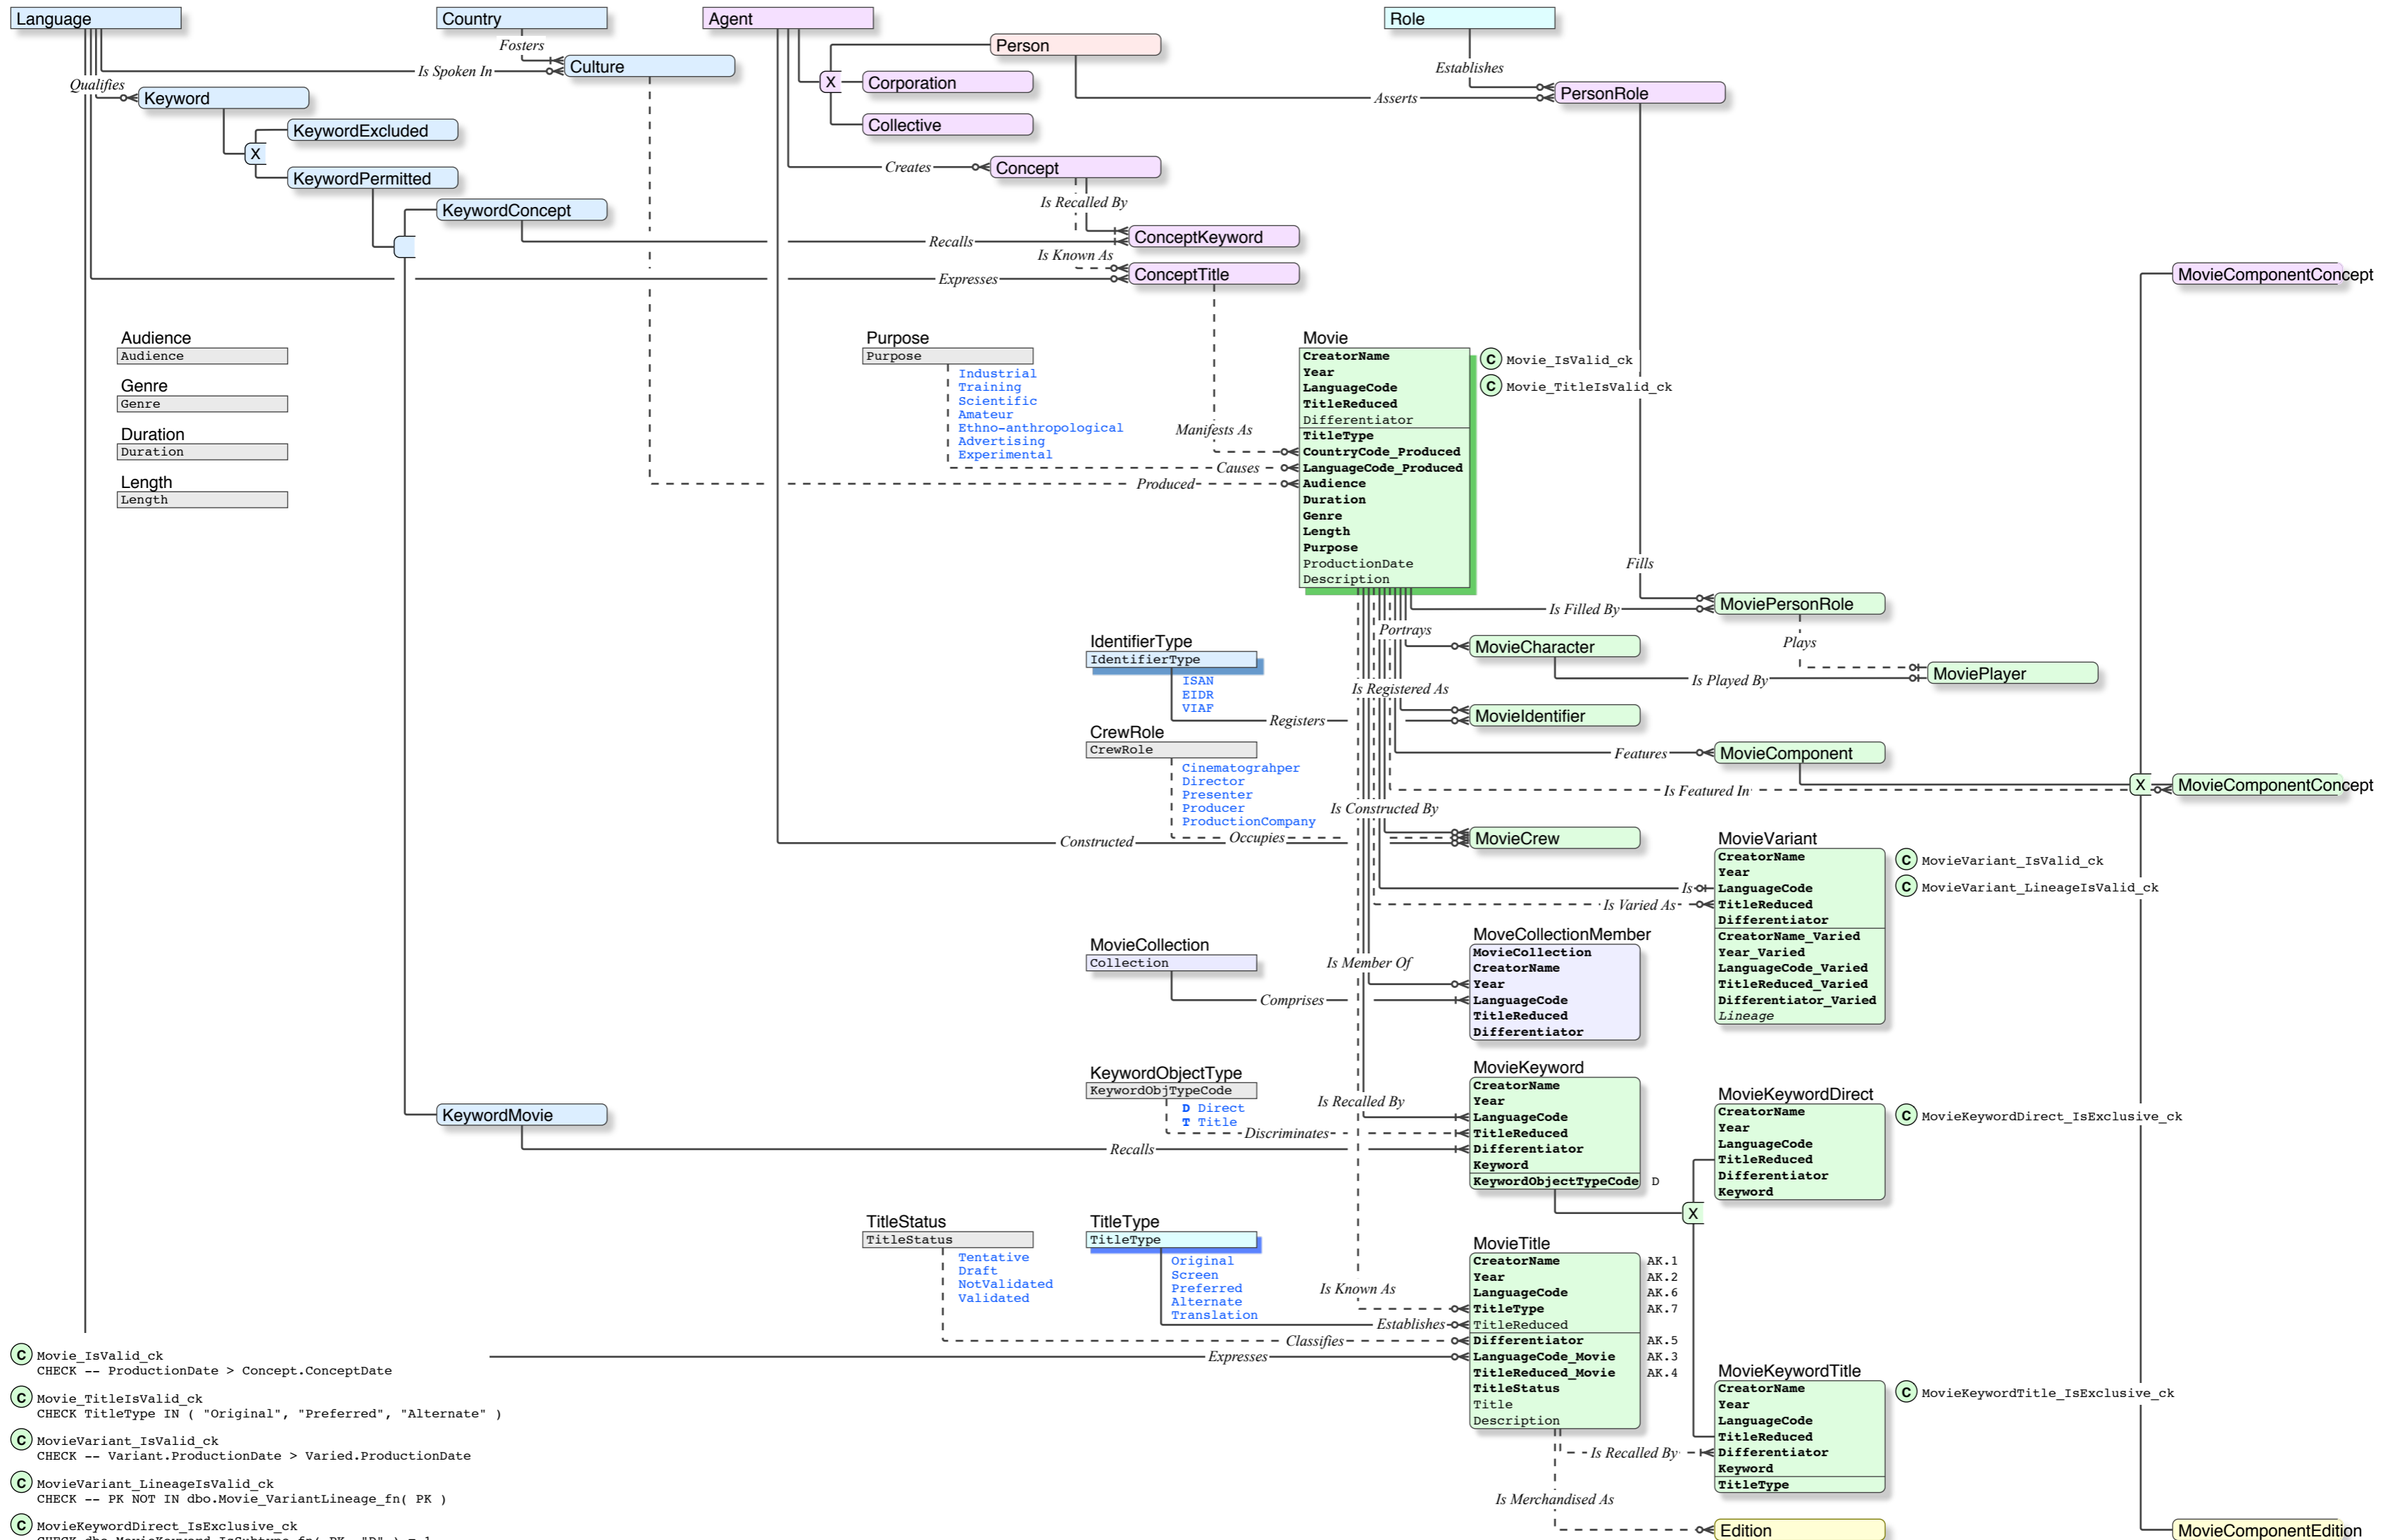 Language
Country
Agent
Role
Fosters
Person
Culture
Is Spoken In
Establishes
Qualifies
Keyword
X
Corporation
Asserts
PersonRole
KeywordExcluded
Collective
X
KeywordPermitted
Creates
Concept
Is Recalled By
KeywordConcept
Recalls
ConceptKeyword
Is Known As
Expresses
ConceptTitle
MovieComponentConcept
Audience
Audience
Genre
Genre
Duration
Duration
Length
Length
Purpose
Purpose
Industrial
Training
Scientific
Amateur
Ethno-anthropological
Advertising
Experimental
Manifests As
Causes
Produced
Movie
CreatorName
Year
LanguageCode
TitleReduced
Differentiator
TitleType
CountryCode_Produced
LanguageCode_Produced
Audience
Duration
Genre
Length
Purpose
ProductionDate
Description
C Movie_IsValid_ck
C Movie_TitleIsValid_ck
Fills
Is Filled By
MoviePersonRole
Portrays
MovieCharacter
Plays
Is Played By
MoviePlayer
IdentifierType
IdentifierType
ISAN
EIDR
VIAF
Registers
Is Registered As
MovieIdentifier
CrewRole
CrewRole
Cinematograhper
Director
Presenter
Producer
ProductionCompany
Features
MovieComponent
Is Featured In
X
MovieComponentConcept
Is Constructed By
Constructed
Occupies
MovieCrew
MovieVariant
CreatorName
Year
LanguageCode
TitleReduced
Differentiator
CreatorName_Varied
Year_Varied
LanguageCode_Varied
TitleReduced_Varied
Differentiator_Varied
Lineage
C MovieVariant_IsValid_ck
C MovieVariant_LineageIsValid_ck
Is
Is Varied As
MovieCollection
Collection
Is Member Of
Comprises
MoveCollectionMember
MovieCollection
CreatorName
Year
LanguageCode
TitleReduced
Differentiator
KeywordObjectType
KeywordObjTypeCode
D Direct
T Title
Discriminates
Is Recalled By
KeywordMovie
Recalls
MovieKeyword
CreatorName
Year
LanguageCode
TitleReduced
Differentiator
Keyword
KeywordObjectTypeCode D
MovieKeywordDirect
CreatorName
Year
LanguageCode
TitleReduced
Differentiator
Keyword
C MovieKeywordDirect_IsExclusive_ck
X
TitleStatus
TitleStatus
Tentative
Draft
NotValidated
Validated
TitleType
TitleType
Original
Screen
Preferred
Alternate
Translation
Is Known As
Establishes
Classifies
Expresses
MovieTitle
CreatorName AK.1
Year AK.2
LanguageCode AK.6
TitleType AK.7
TitleReduced
Differentiator AK.5
LanguageCode_Movie AK.3
TitleReduced_Movie AK.4
TitleStatus
Title
Description
MovieKeywordTitle
CreatorName
Year
LanguageCode
TitleReduced
Differentiator
Keyword
TitleType
C MovieKeywordTitle_IsExclusive_ck
Is Recalled By
Is Merchandised As
Edition
MovieComponentEdition
C Movie_IsValid_ck
CHECK -- ProductionDate > Concept.ConceptDate
C Movie_TitleIsValid_ck
CHECK TitleType IN ( "Original", "Preferred", "Alternate" )
C MovieVariant_IsValid_ck
CHECK -- Variant.ProductionDate > Varied.ProductionDate
C MovieVariant_LineageIsValid_ck
CHECK -- PK NOT IN dbo.Movie_VariantLineage_fn( PK )
C MovieKeywordDirect_IsExclusive_ck